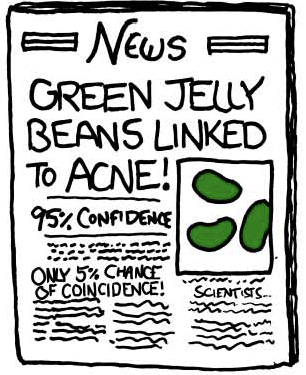 NEWS
GREEN JELLY
BEANS LINKED
TO ACNE!
95% CONFIDENCE
ONLY 5% CHANCE
OF COINCIDENCE!
SCIENTISTS...